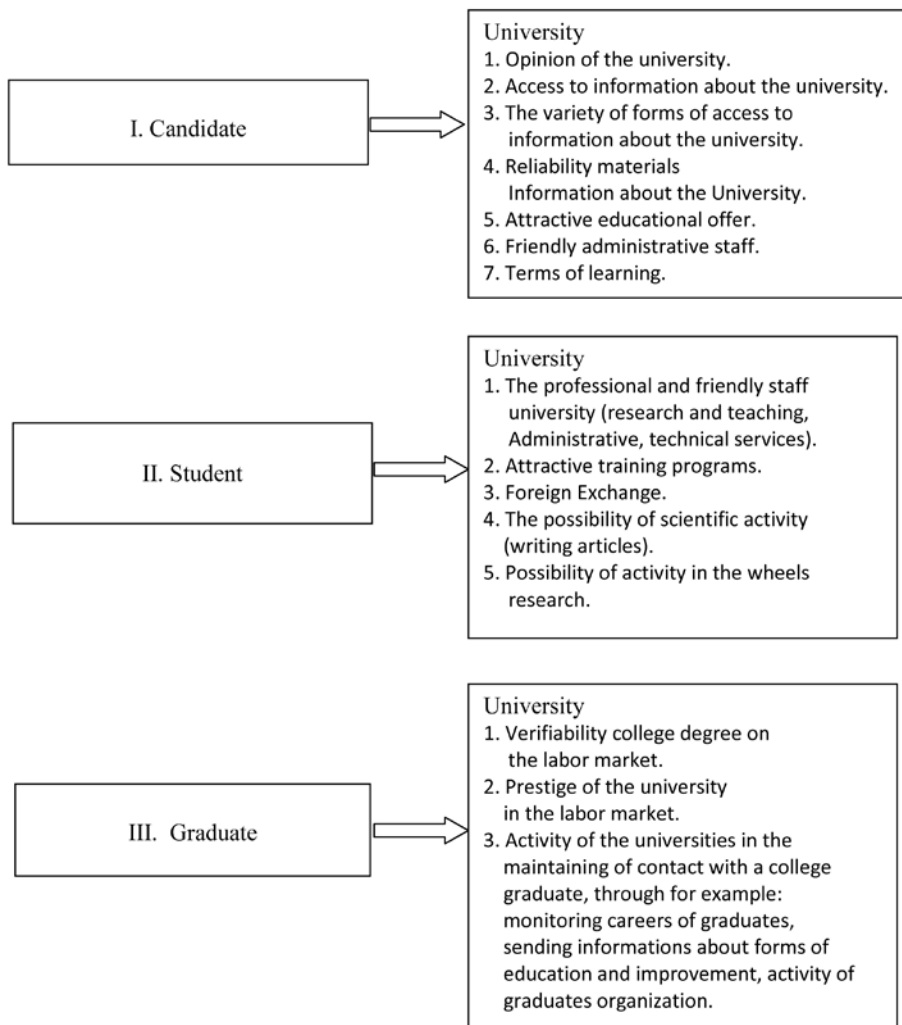 I. Candidate
University
1. Opinion of the university.
2. Access to information about the university.
3. The variety of forms of access to
information about the university.
4. Reliability materials
Information about the University.
5. Attractive educational offer.
6. Friendly administrative staff.
7. Terms of learning.
II. Student
University
1. The professional and friendly staff
university (research and teaching,
Administrative, technical services).
2. Attractive training programs.
3. Foreign Exchange.
4. The possibility of scientific activity
(writing articles).
5. Possibility of activity in the wheels
research.
III. Graduate
University
1. Verifiability college degree on
the labor market.
2. Prestige of the university
in the labor market.
3. Activity of the universities in the
maintaining of contact with a college
graduate, through for example:
monitoring careers of graduates,
sending informations about forms of
education and improvement, activity of
graduates organization.